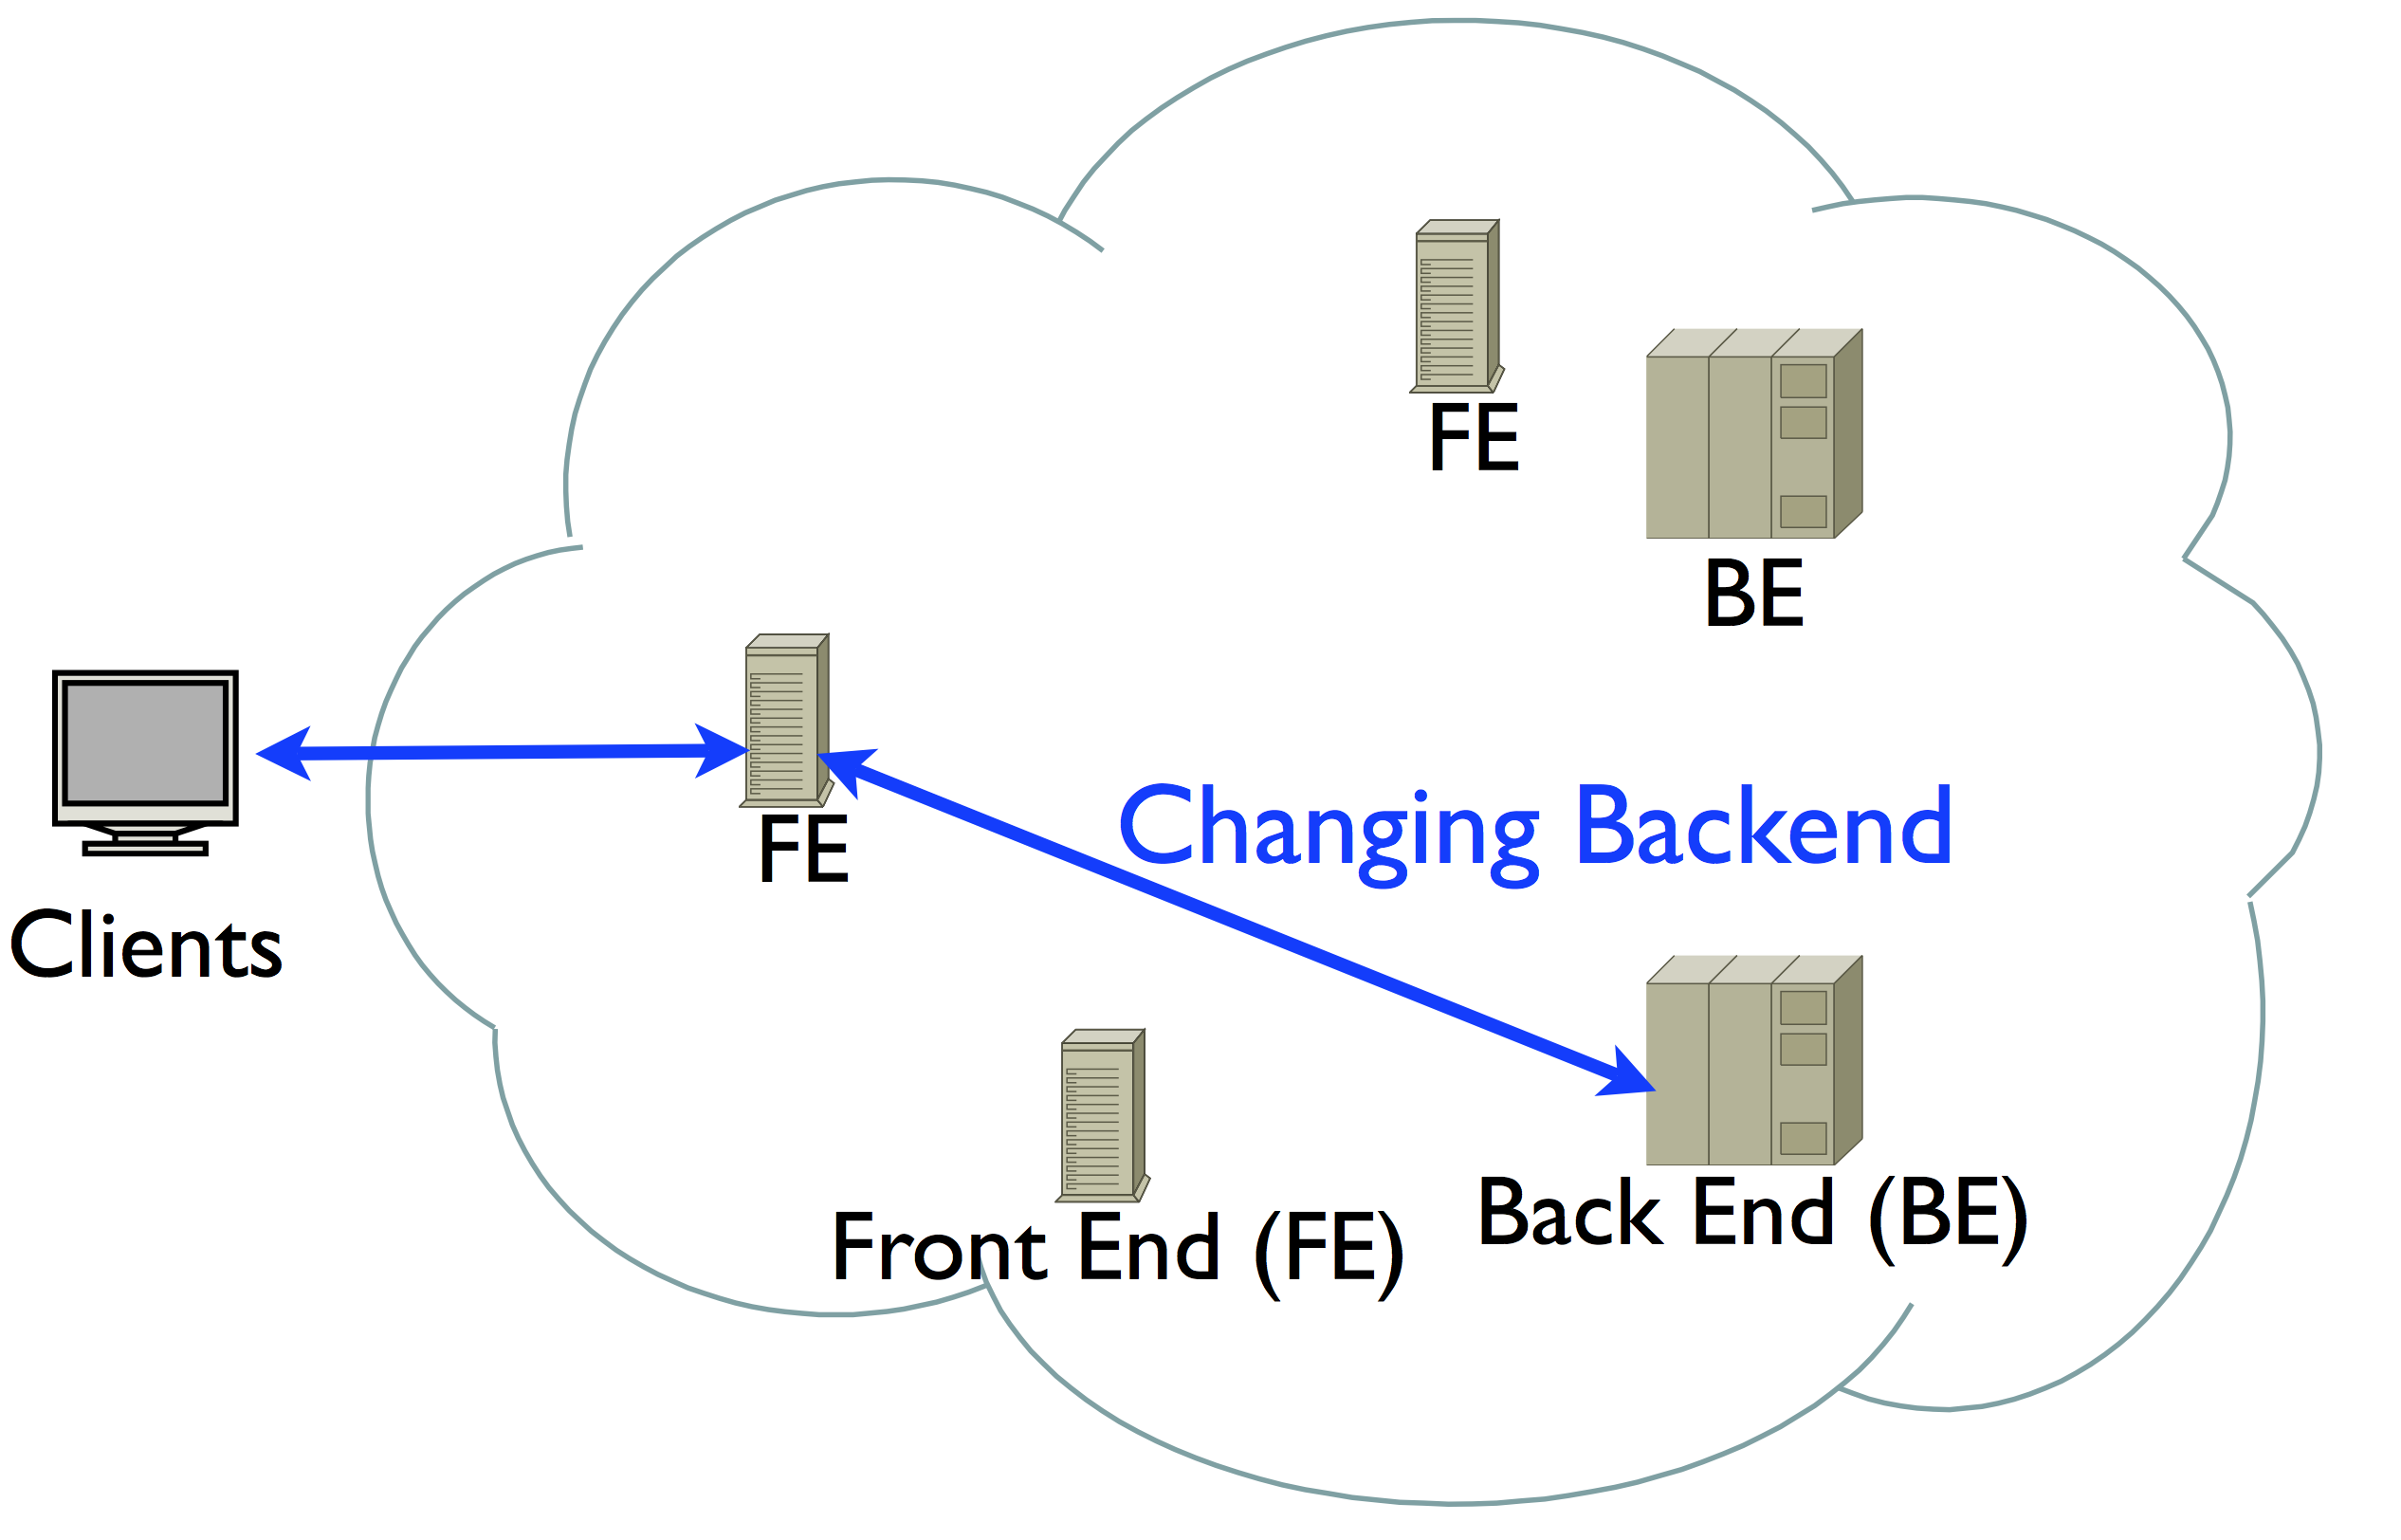 FE
BE
FE
Changing Backend
Clients
Front End (FE)
Back End (BE)